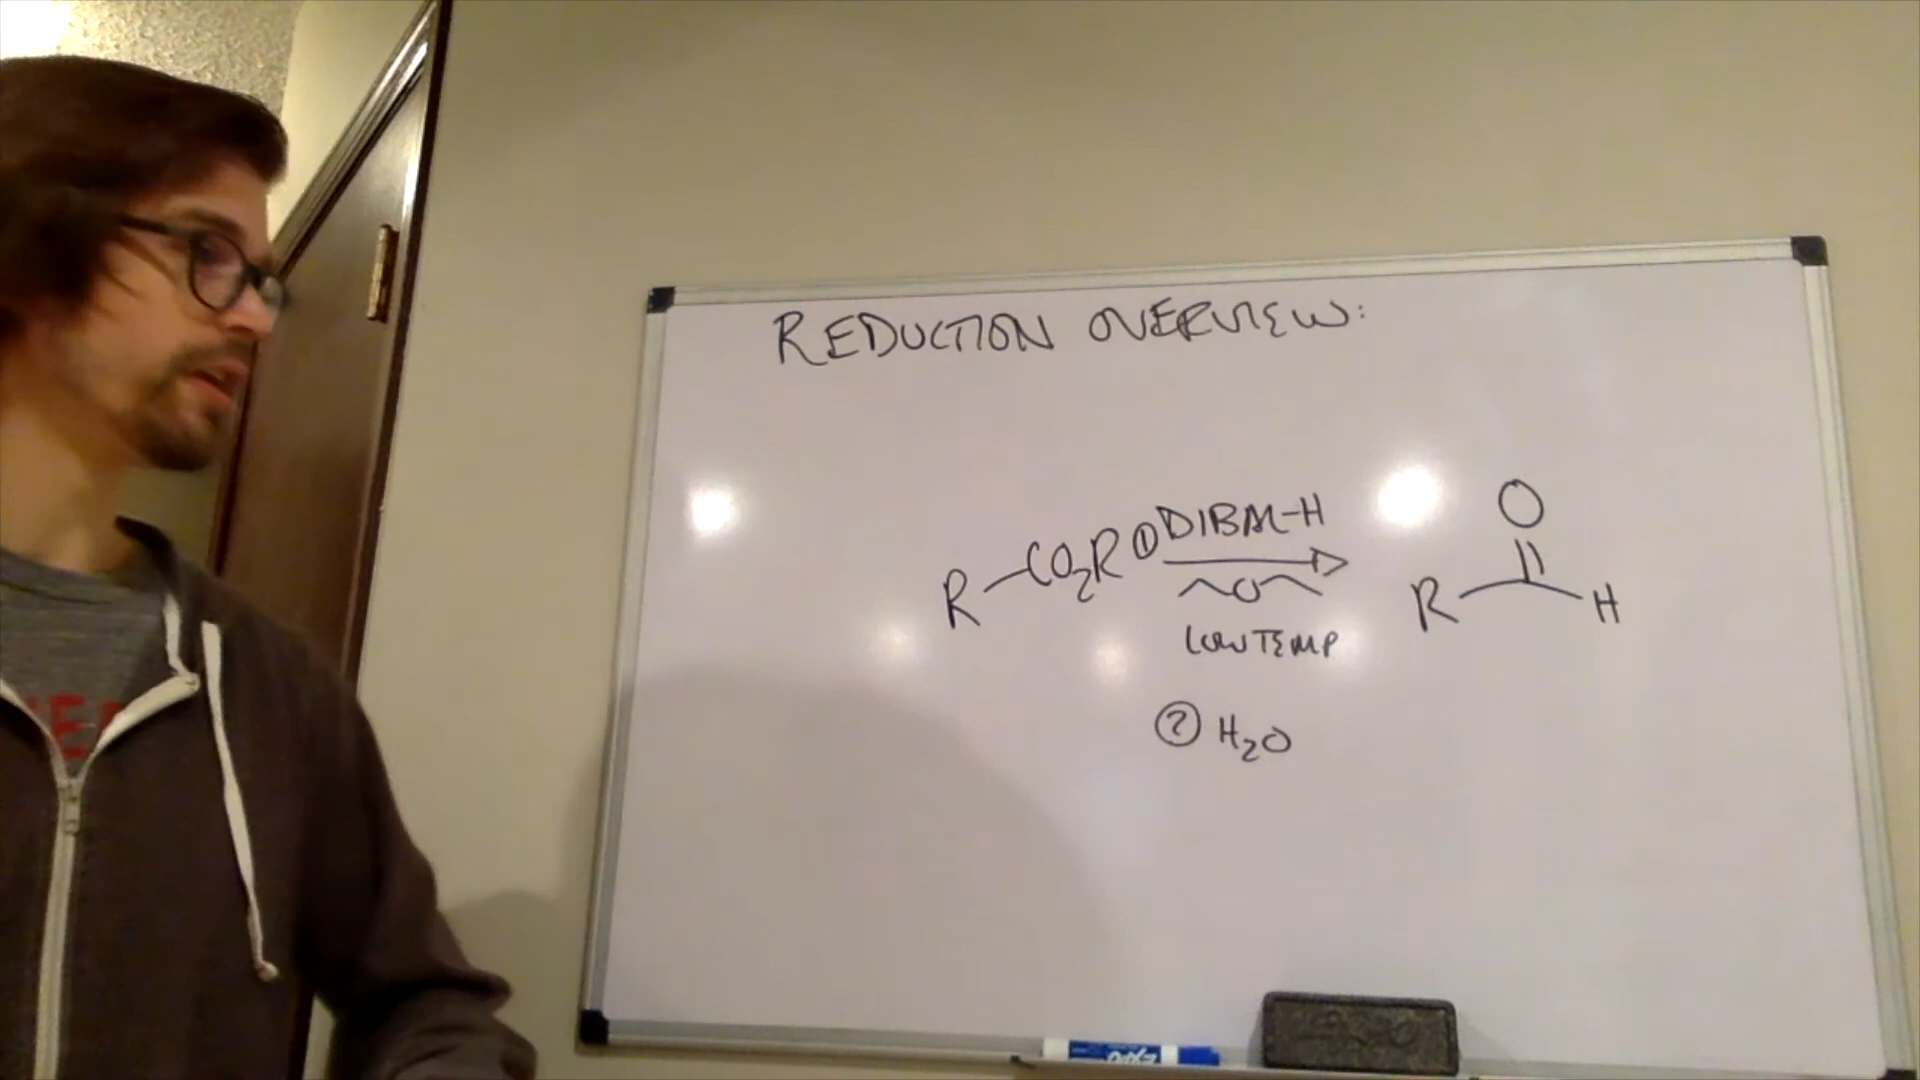 REDUCTION OVERVIEW:
R CO₂R ① DIBAL-H
O
LOW TEMP
O
R H
② H₂O
EXPO